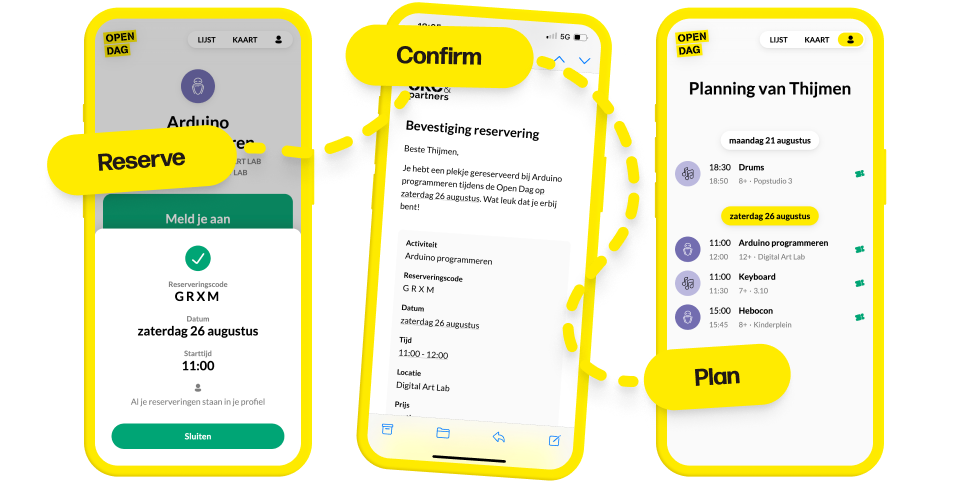 OPEN
DAG
LIJST
KAART
Arduino
ART LAB
LAB
Reserve
Meld je aan
Reserveringscode
GRXM
Datum
zaterdag 26 augustus
Starttijd
11:00
Al je reserveringen staan in je profiel
Sluiten
5G
Confirm
partners
Bevestiging reservering
Beste Thijmen,
Je hebt een plekje gereserveerd bij Arduino
programmeren tijdens de Open Dag op
zaterdag 26 augustus. Wat leuk dat je erbij
bent!
Activiteit
Arduino programmeren
Reserveringscode
G R X M
Datum
zaterdag 26 augustus
Tijd
11:00 - 12:00
Locatie
Digital Art Lab
Prijs
OPEN
DAG
LIJST
KAART
Planning van Thijmen
maandag 21 augustus
18:30 Drums
18:50 8+ · Popstudio 3
zaterdag 26 augustus
11:00 Arduino programmeren
12:00 12+ · Digital Art Lab
11:00 Keyboard
11:30 7+ · 3.10
15:00 Hebocon
15:45 8+ · Kinderplein
Plan